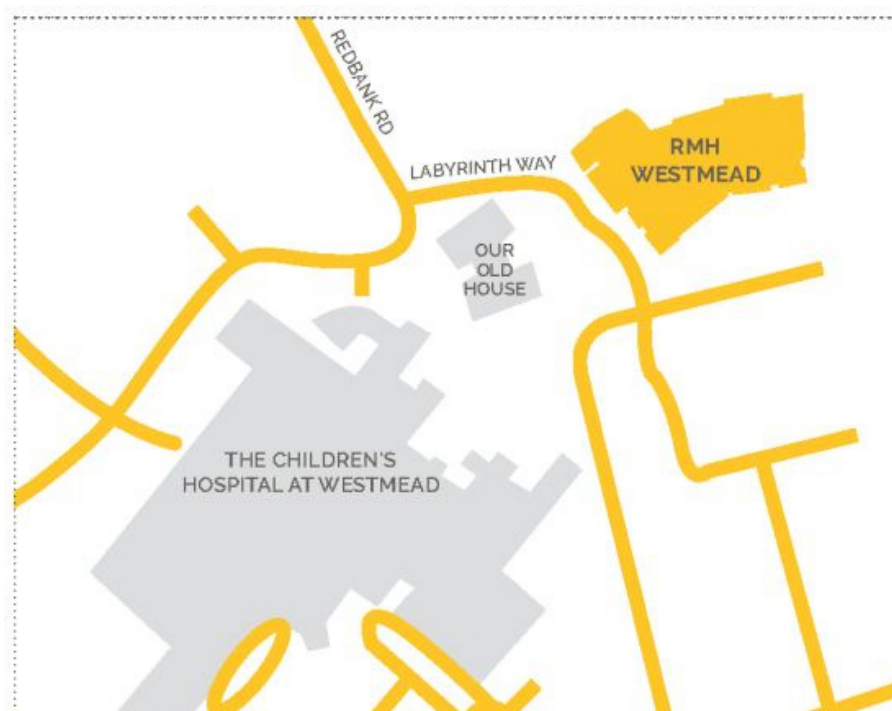 REDBANK RD
LABYRINTH WAY
RMH
WESTMEAD
OUR
OLD
HOUSE
THE CHILDREN'S
HOSPITAL AT WESTMEAD